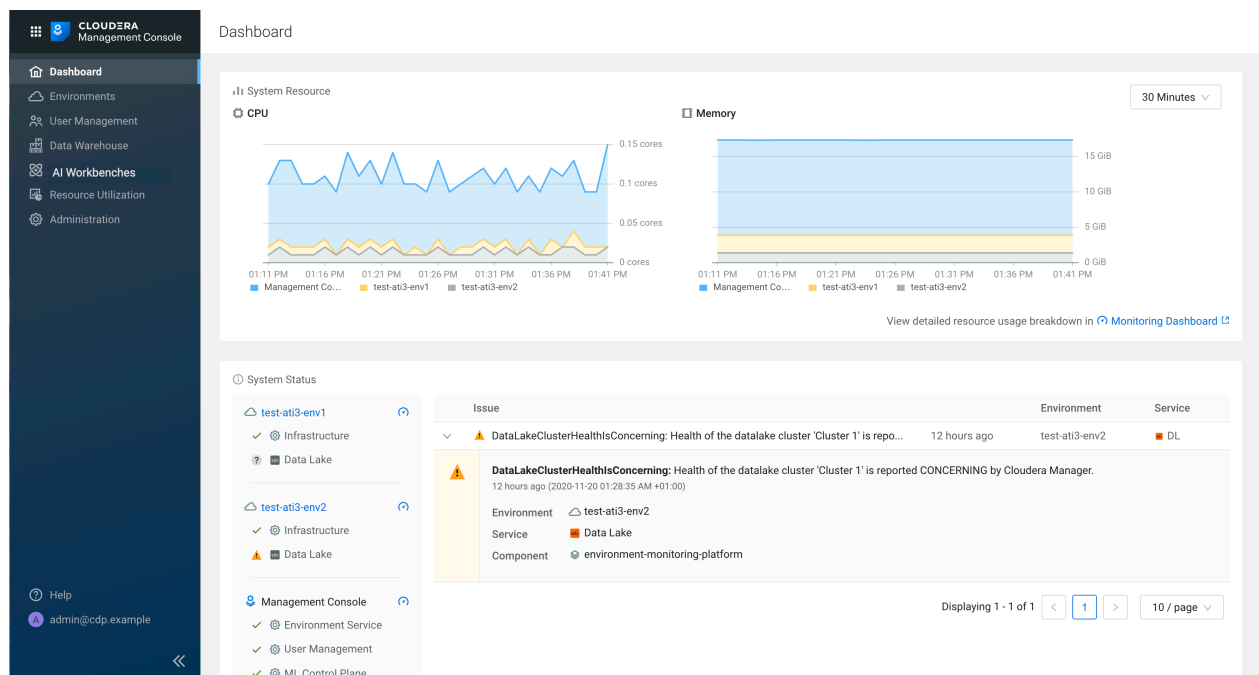 CLOUDERA
Management Console
Dashboard
Environments
User Management
Data Warehouse
AI Workbenches
Resource Utilization
Administration
Help
A admin@cdp.example
Dashboard
System Resource
30 Minutes
CPU
0.15 cores
0.1 cores
0.05 cores
0 cores
01:11 PM 01:16 PM 01:21 PM 01:26 PM 01:31 PM 01:36 PM 01:41 PM
Management Co... test-ati3-env1 test-ati3-env2
Memory
15 GiB
10 GiB
5 GiB
0 GiB
01:11 PM 01:16 PM 01:21 PM 01:26 PM 01:31 PM 01:36 PM 01:41 PM
Management Co... test-ati3-env1 test-ati3-env2
View detailed resource usage breakdown in Monitoring Dashboard
System Status
test-ati3-env1
Infrastructure
? Data Lake
test-ati3-env2
Infrastructure
Data Lake
Management Console
Environment Service
User Management
ML Control Plane
Issue Environment Service
DataLakeClusterHealthIsConcerning: Health of the datalake cluster 'Cluster 1' is repo... 12 hours ago test-ati3-env2 DL
DataLakeClusterHealthIsConcerning: Health of the datalake cluster 'Cluster 1' is reported CONCERNING by Cloudera Manager.
12 hours ago (2020-11-20 01:28:35 AM +01:00)
Environment test-ati3-env2
Service Data Lake
Component environment-monitoring-platform
Displaying 1 - 1 of 1 < 1 > 10 / page